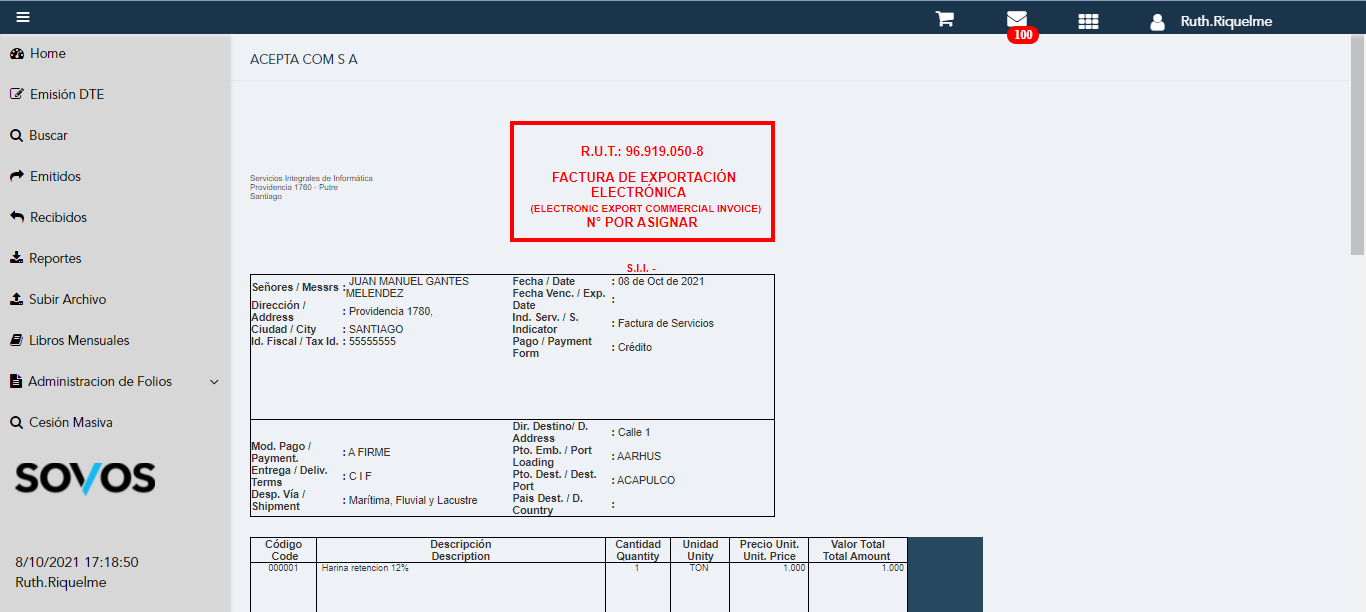 Ruth.Riquelme
100
Home
Emisión DTE
Buscar
Emitidos
Recibidos
Reportes
Subir Archivo
Libros Mensuales
Administracion de Folios
Cesión Masiva
SOVOS
8/10/2021 17:18:50
Ruth.Riquelme
ACEPTA COM S A
Servicios Integrales de Informática
Providencia 1760 - Putre
Santiago
R.U.T.: 96.919.050-8
FACTURA DE EXPORTACIÓN
ELECTRÓNICA
(ELECTRONIC EXPORT COMMERCIAL INVOICE)
N° POR ASIGNAR
S.I.I. -
Señores / Messrs : JUAN MANUEL GANTES
MELENDEZ
Dirección /
Address : Providencia 1780,
Ciudad / City : SANTIAGO
Id. Fiscal / Tax Id. : 55555555
Fecha / Date : 08 de Oct de 2021
Fecha Venc. / Exp.
Date :
Ind. Serv. / S.
Indicator : Factura de Servicios
Pago / Payment
Form : Crédito
Mod. Pago /
Payment. : A FIRME
Entrega / Deliv.
Terms : C I F
Desp. Vía /
Shipment : Marítima, Fluvial y Lacustre
Dir. Destino/ D.
Address : Calle 1
Pto. Emb. / Port
Loading : AARHUS
Pto. Dest. / Dest.
Port : ACAPULCO
Pais Dest. / D.
Country :
Código Descripción Cantidad Unidad Precio Unit. Valor Total
Code Description Quantity Unity Unit. Price Total Amount
000001 Harina retencion 12% 1 TON 1.000 1.000